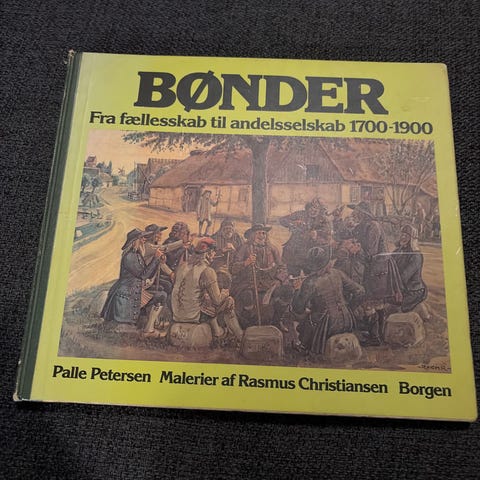 BØNDER
Fra fællesskab til andelsselskab 1700-1900
Palle Petersen Malerier af Rasmus Christiansen Borgen